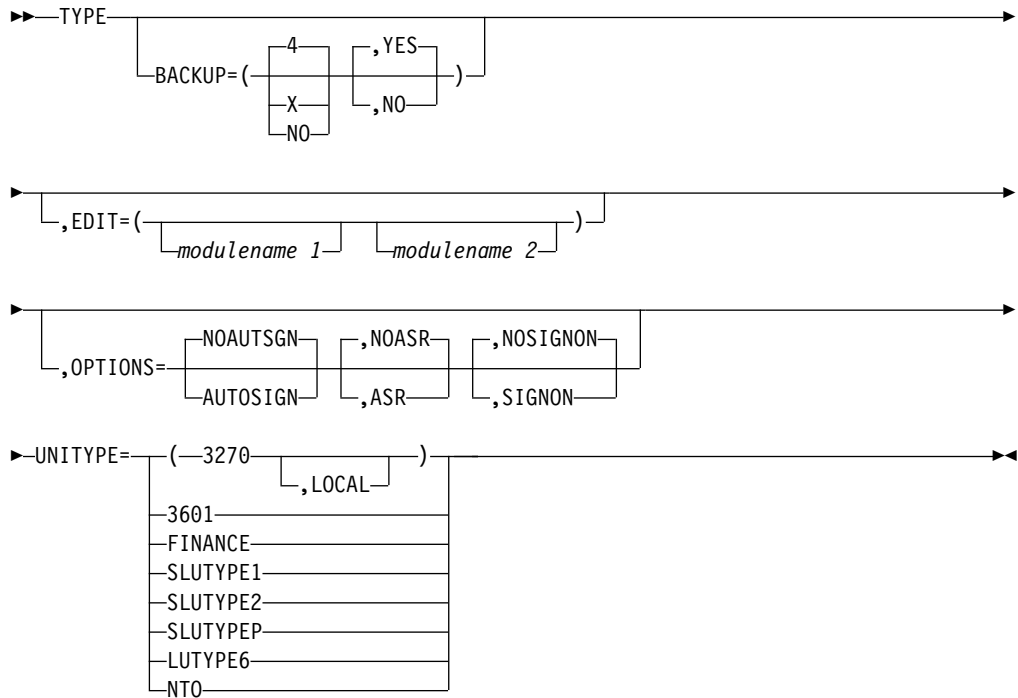 TYPE
4 ,YES
BACKUP=( )
X ,NO
NO
,EDIT=( )
modulename 1 modulename 2
NOAUTSGN ,NOASR ,NOSIGNON
,OPTIONS=
AUTOSIGN ,ASR ,SIGNON
UNITYPE= ( 3270 )
,LOCAL
3601
FINANCE
SLUTYPE1
SLUTYPE2
SLUTYPEP
LUTYPE6
NTO